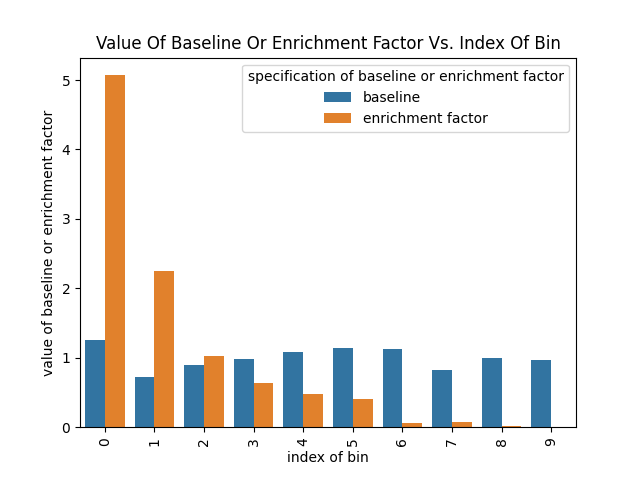 Value Of Baseline Or Enrichment Factor Vs. Index Of Bin
specification of baseline or enrichment factor
baseline
enrichment factor
value of baseline or enrichment factor
5
4
3
2
1
0
0 1 2 3 4 5 6 7 8 9
index of bin